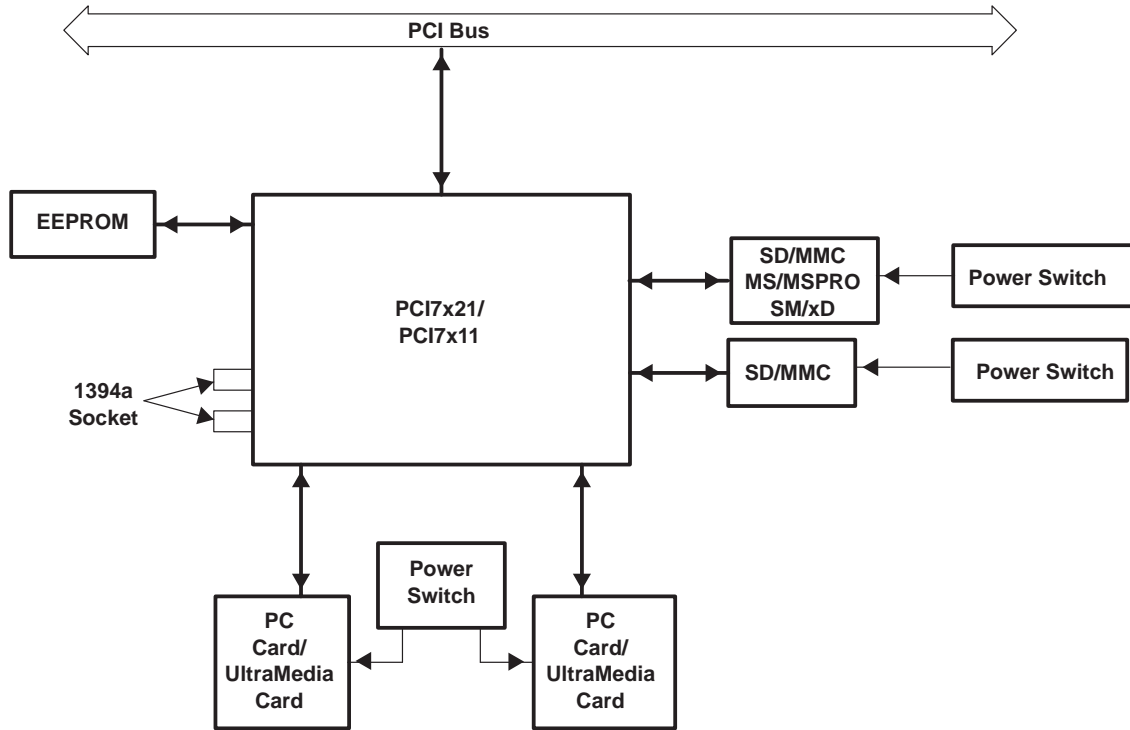 PCI Bus
EEPROM
PCI7x21/
PCI7x11
SD/MMC
MS/MSPRO
SM/xD
Power Switch
SD/MMC
Power Switch
1394a
Socket
Power
Switch
PC
Card/
UltraMedia
Card
PC
Card/
UltraMedia
Card